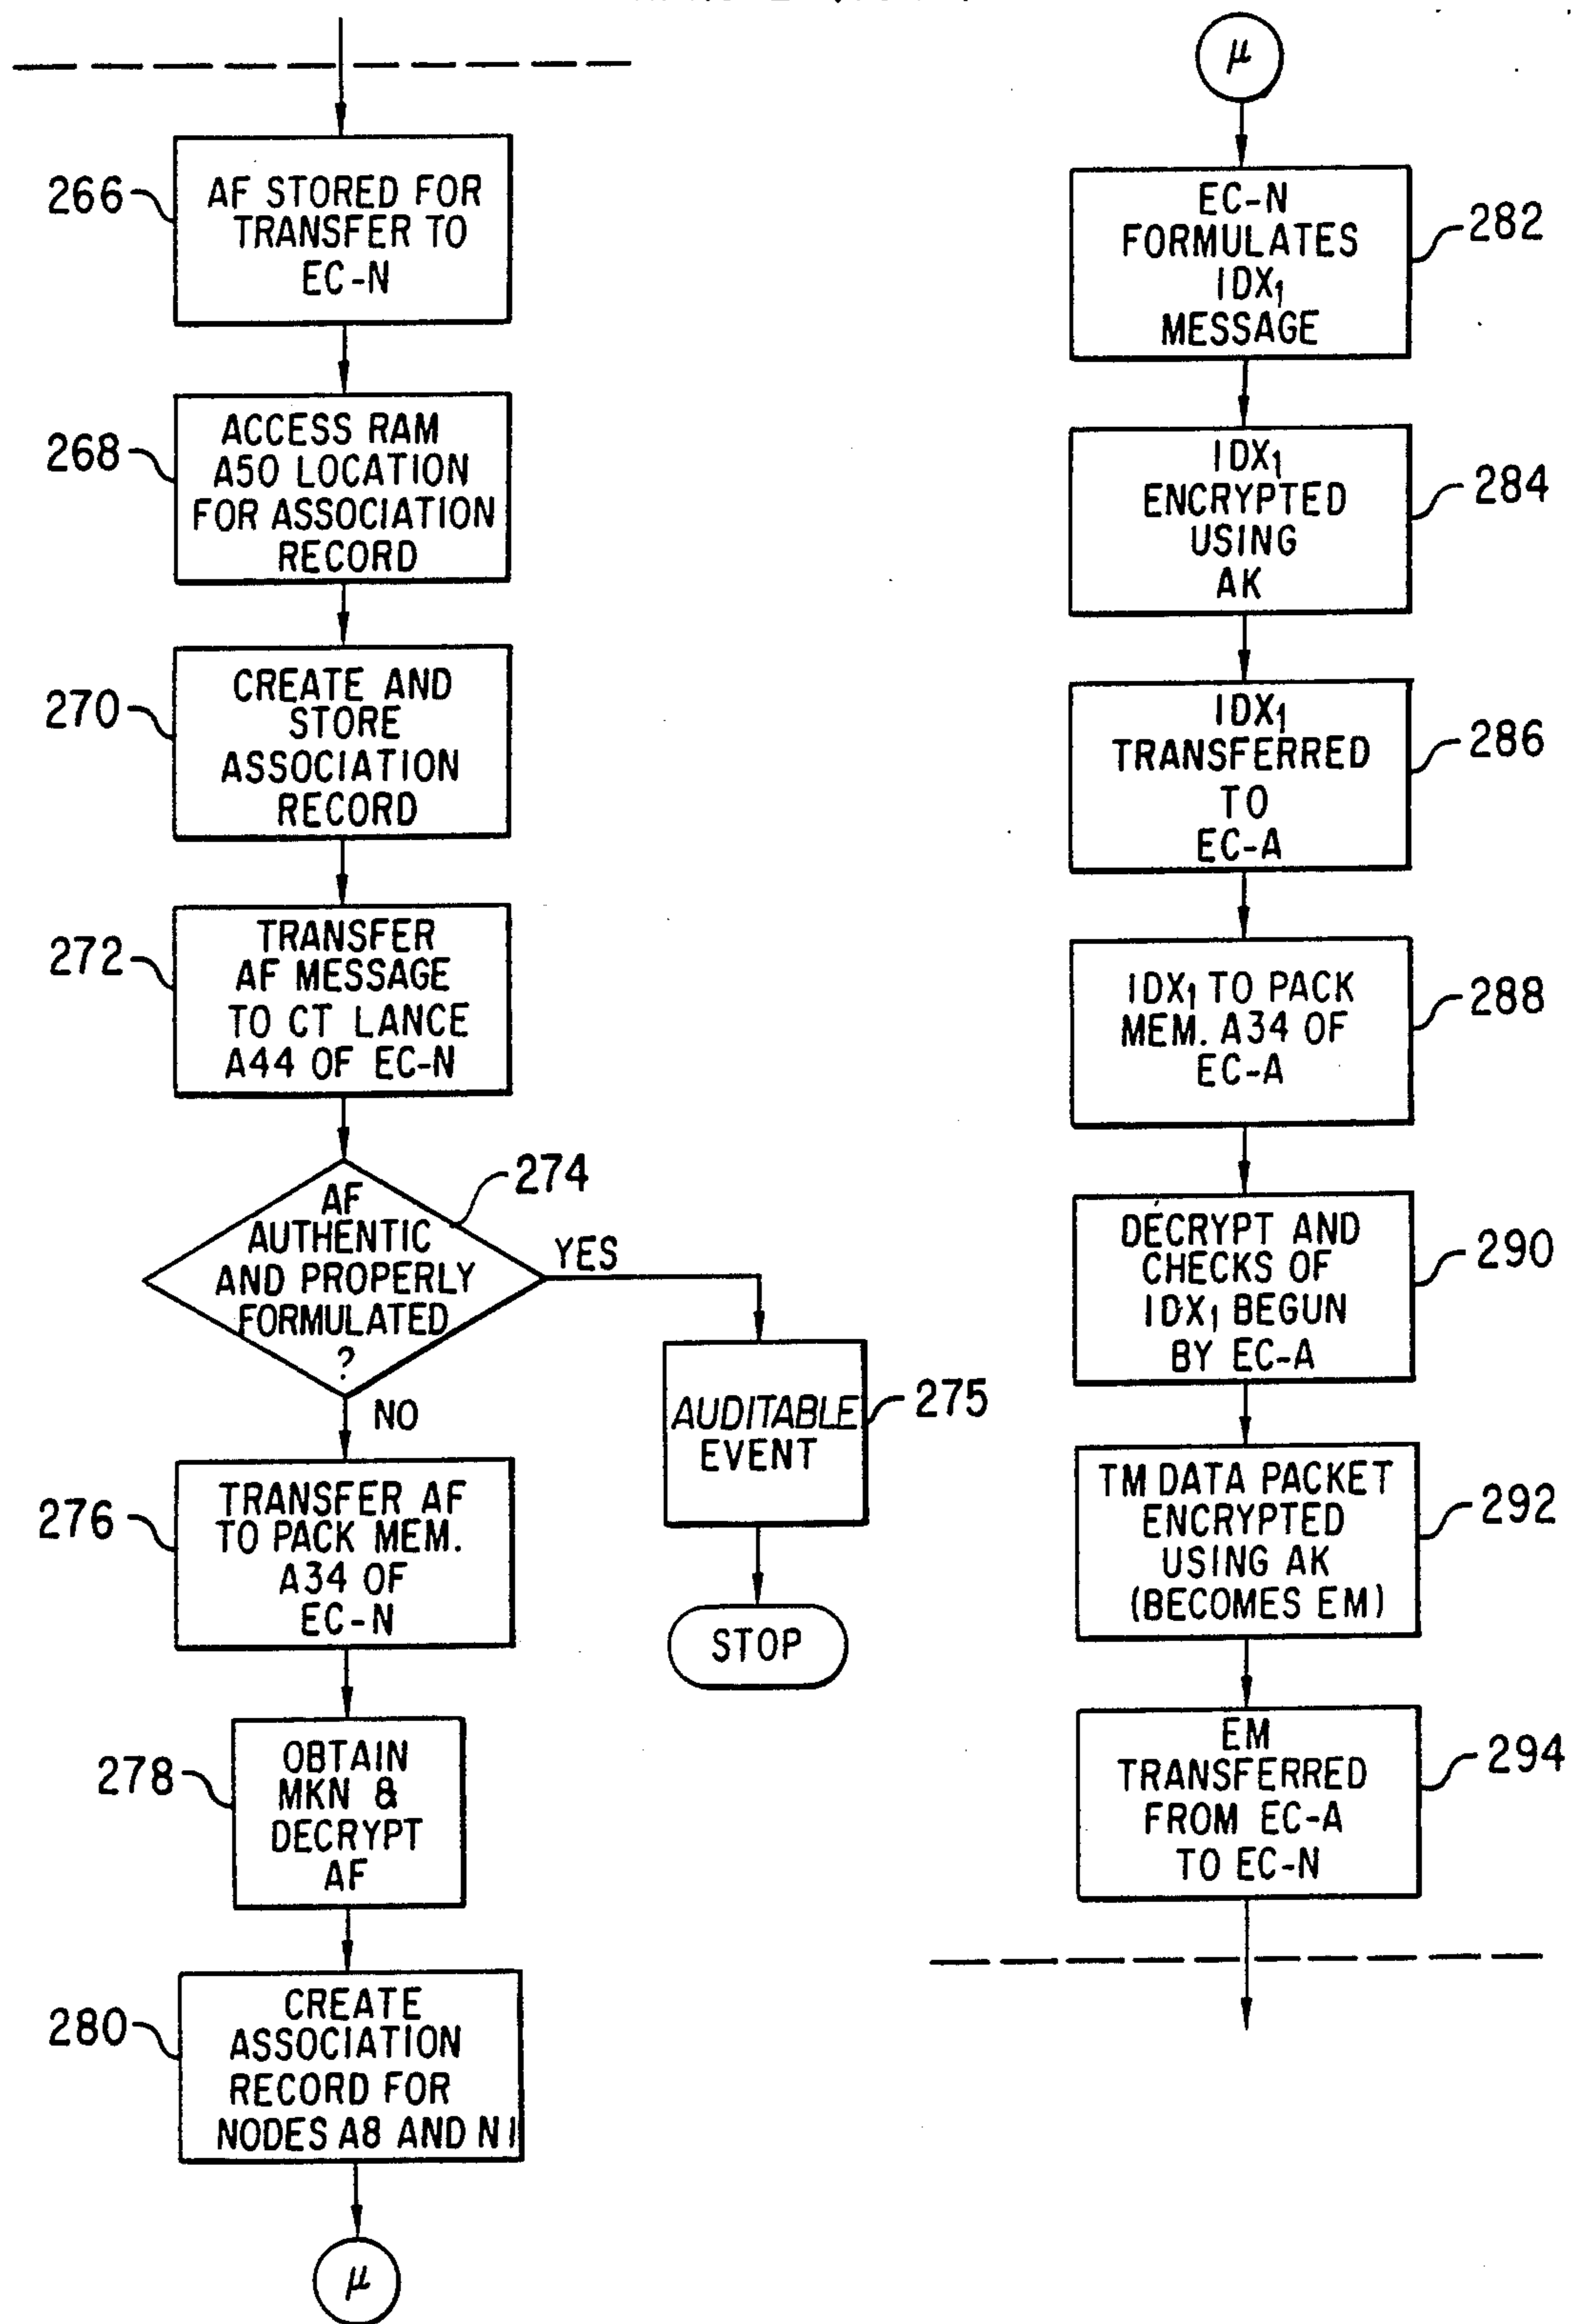 266
AF STORED FOR
TRANSFER TO
EC-N
268
ACCESS RAM
A50 LOCATION
FOR ASSOCIATION
RECORD
270
CREATE AND
STORE
ASSOCIATION
RECORD
272
TRANSFER
AF MESSAGE
TO CT LANCE
A44 OF EC-N
274
AF
AUTHENTIC
AND PROPERLY
FORMULATED
?
YES
NO
275
AUDITABLE
EVENT
STOP
276
TRANSFER AF
TO PACK MEM.
A34 OF
EC-N
278
OBTAIN
MKN &
DECRYPT
AF
280
CREATE
ASSOCIATION
RECORD FOR
NODES A8 AND N1
μ
μ
EC-N
FORMULATES
IDX₁
MESSAGE
282
IDX₁
ENCRYPTED
USING
AK
284
IDX₁
TRANSFERRED
TO
EC-A
286
IDX₁ TO PACK
MEM. A34 OF
EC-A
288
DECRYPT AND
CHECKS OF
IDX₁ BEGUN
BY EC-A
290
TM DATA PACKET
ENCRYPTED
USING AK
(BECOMES EM)
292
EM
TRANSFERRED
FROM EC-A
TO EC-N
294